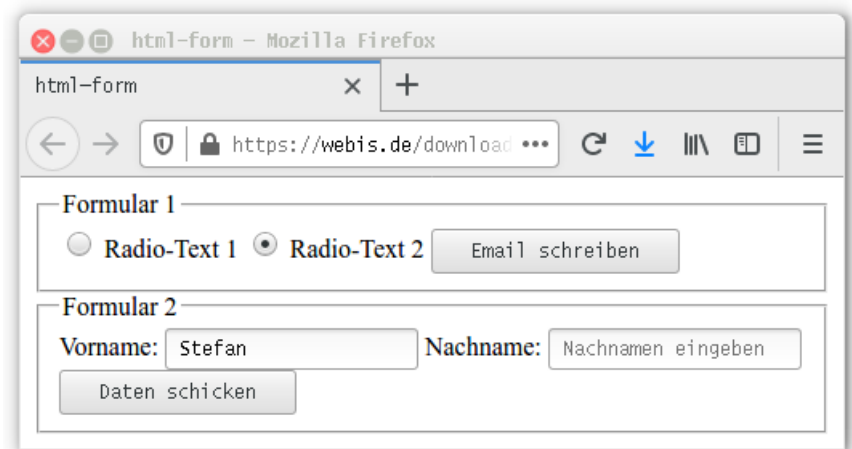 html-form - Mozilla Firefox
html-form
https://webis.de/download
Formular 1
Radio-Text 1 Radio-Text 2 Email schreiben
Formular 2
Vorname: Stefan Nachname: Nachnamen eingeben
Daten schicken